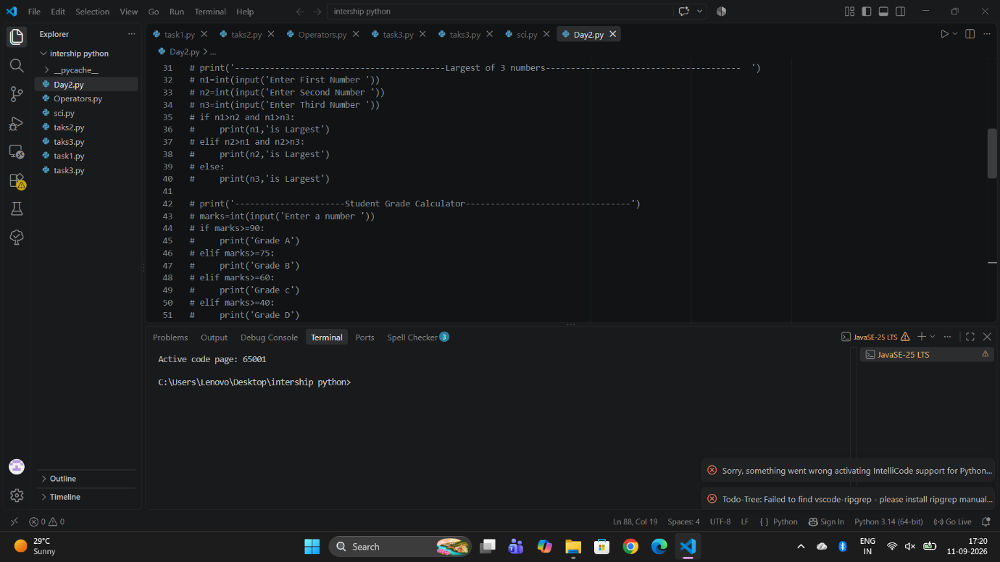 File Edit Selection View Go Run Terminal Help
intership python
Explorer
intership python
__pycache__
Day2.py
Operators.py
sci.py
taks2.py
taks3.py
task1.py
task3.py
Outline
Timeline
task1.py taks2.py Operators.py task3.py taks3.py sci.py Day2.py
Day2.py > ...
31 # print('------------------------------------------Largest of 3 numbers---------------------------------------  ')
32 # n1=int(input('Enter First Number '))
33 # n2=int(input('Enter Second Number '))
34 # n3=int(input('Enter Third Number '))
35 # if n1>n2 and n1>n3:
36 #     print(n1,'is Largest')
37 # elif n2>n1 and n2>n3:
38 #     print(n2,'is Largest')
39 # else:
40 #     print(n3,'is Largest')
41
42 # print('----------------------Student Grade Calculator---------------------------------')
43 # marks=int(input('Enter a number '))
44 # if marks>=90:
45 #     print('Grade A')
46 # elif marks>=75:
47 #     print('Grade B')
48 # elif marks>=60:
49 #     print('Grade c')
50 # elif marks>=40:
51 #     print('Grade D')
Problems Output Debug Console Terminal Ports Spell Checker 3
JavaSE-25 LTS
JavaSE-25 LTS
Active code page: 65001
C:\Users\Lenovo\Desktop\intership python>
Sorry, something went wrong activating IntelliCode support for Python...
Todo-Tree: Failed to find vscode-ripgrep - please install ripgrep manual...
0 0
Ln 88, Col 19 Spaces: 4 UTF-8 LF { } Python Sign In Python 3.14 (64-bit) Go Live
29°C
Sunny
Search
ENG
IN
17:20
11-09-2026